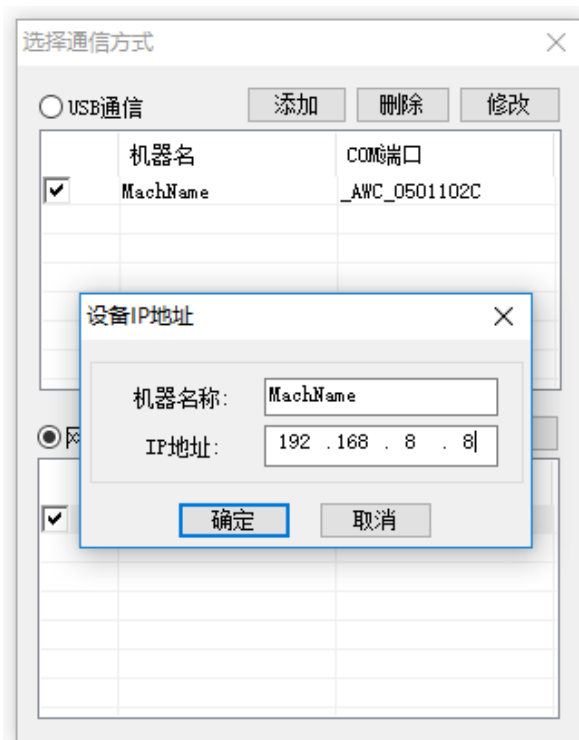 选择通信方式
USB通信 添加 删除 修改
机器名 COM端口
MachName _AWC_0501102C
设备IP地址
机器名称: MachName
IP地址: 192 .168 . 8 . 8
确定 取消